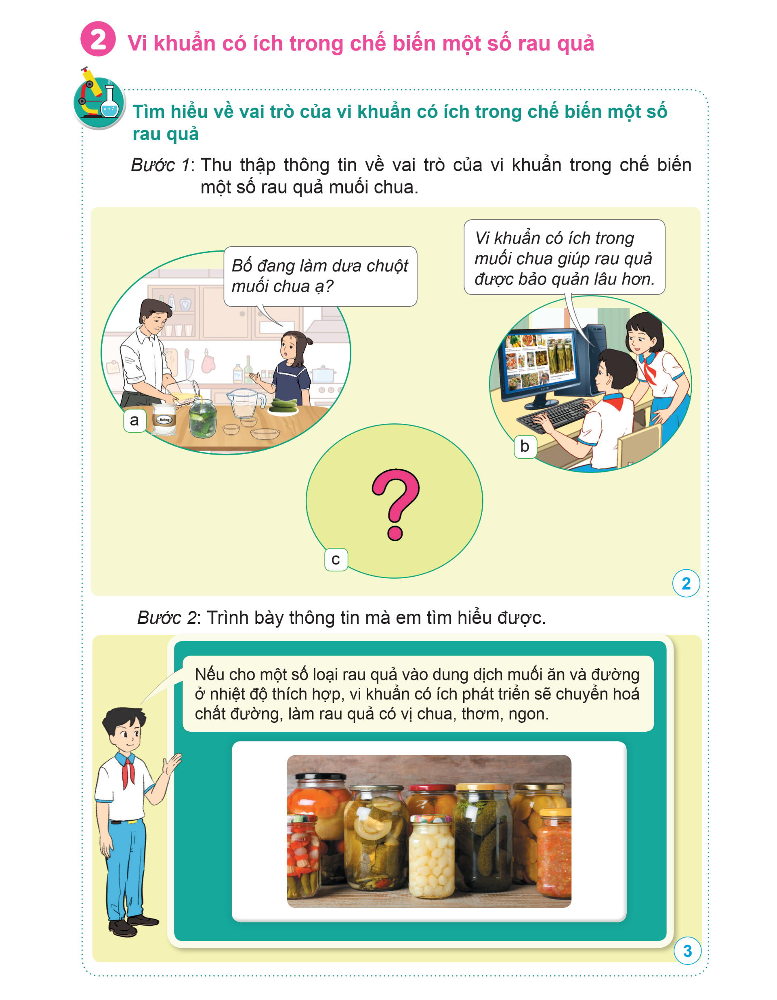 2 Vi khuẩn có ích trong chế biến một số rau quả
Tìm hiểu về vai trò của vi khuẩn có ích trong chế biến một số
rau quả
Bước 1: Thu thập thông tin về vai trò của vi khuẩn trong chế biến
một số rau quả muối chua.
Bố đang làm dưa chuột
muối chua ạ?
Vi khuẩn có ích trong
muối chua giúp rau quả
được bảo quản lâu hơn.
Đường
a
b
?
c
2
Bước 2: Trình bày thông tin mà em tìm hiểu được.
Nếu cho một số loại rau quả vào dung dịch muối ăn và đường
ở nhiệt độ thích hợp, vi khuẩn có ích phát triển sẽ chuyển hoá
chất đường, làm rau quả có vị chua, thơm, ngon.
3